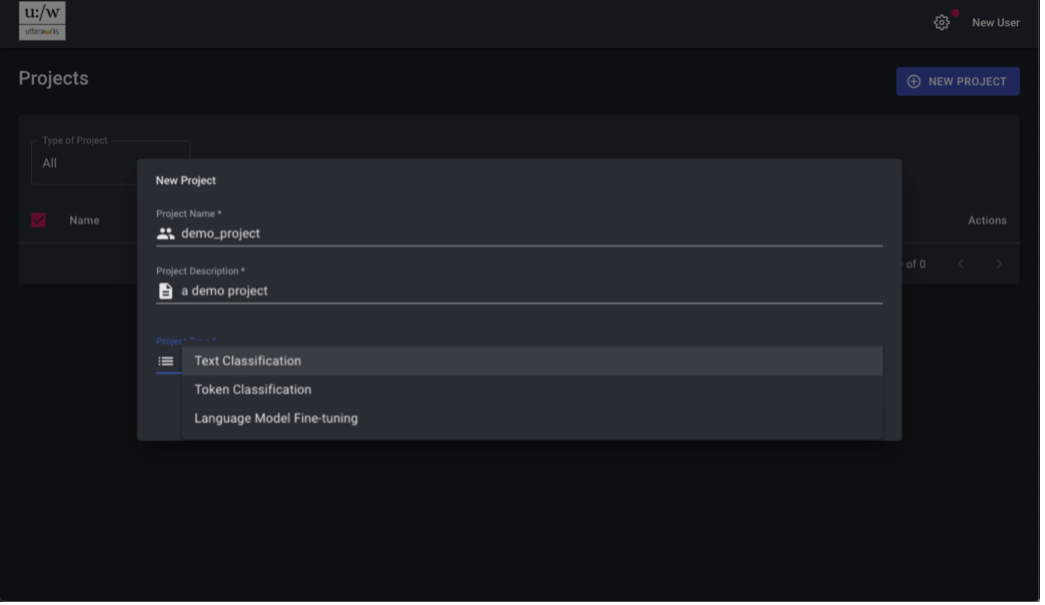 u:/w
utterworks
New User
Projects
NEW PROJECT
Type of Project
All
New Project
Project Name *
demo_project
Name
Actions
of 0
Project Description *
a demo project
Project
Text Classification
Token Classification
Language Model Fine-tuning